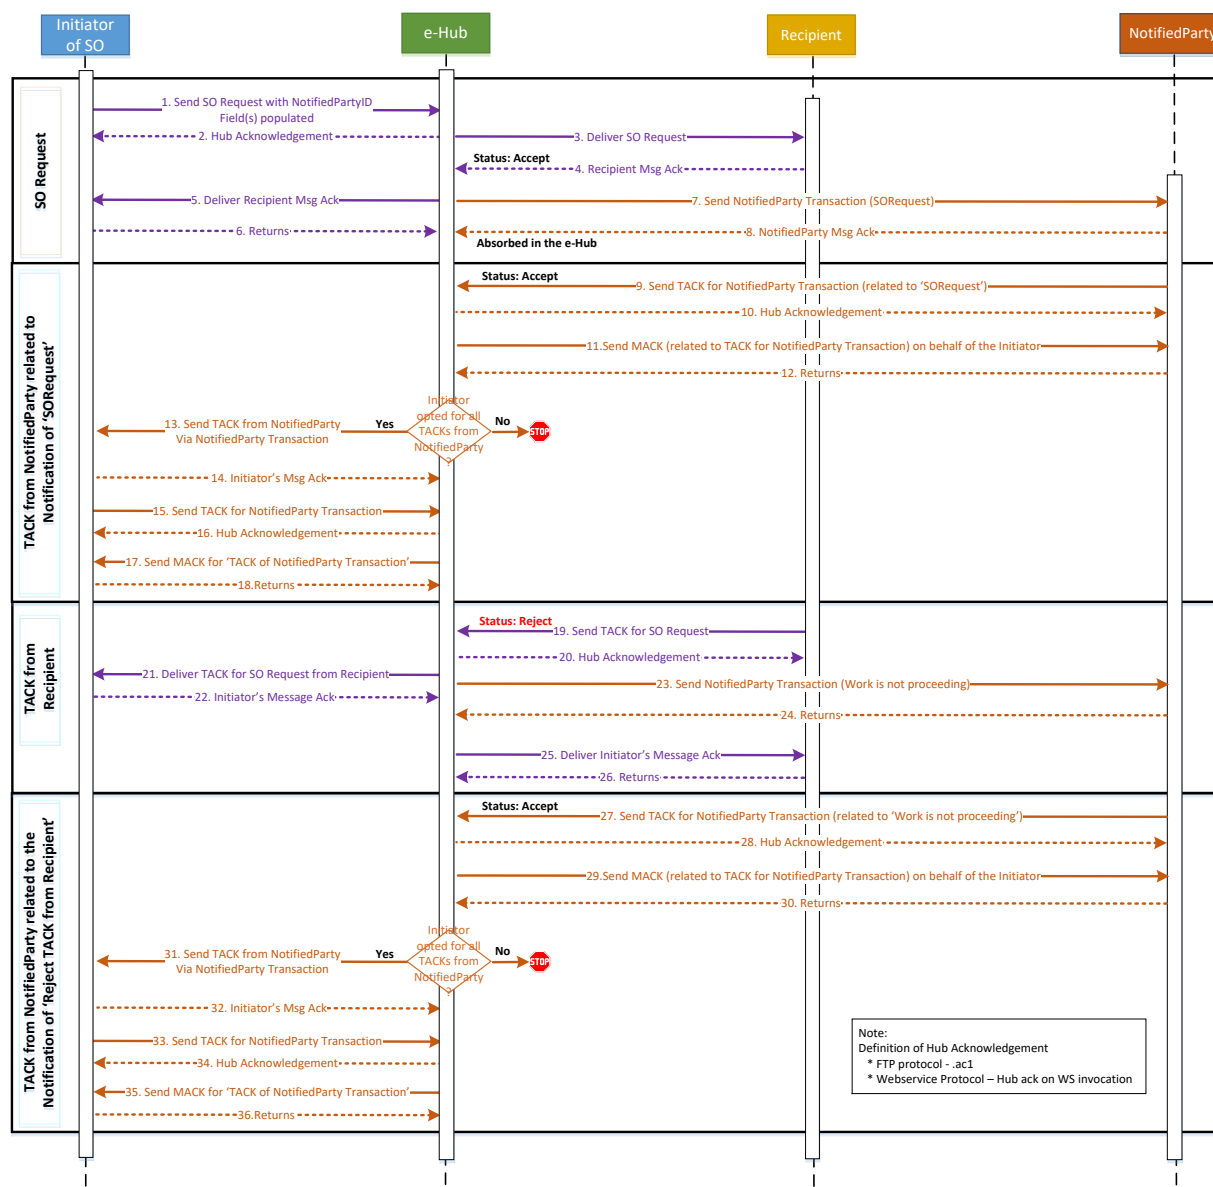 Initiator
of SO
e-Hub
Recipient
NotifiedParty
SO Request
1. Send SO Request with NotifiedPartyID
Field(s) populated
2. Hub Acknowledgement
3. Deliver SO Request
Status: Accept
4. Recipient Msg Ack
5. Deliver Recipient Msg Ack
7. Send NotifiedParty Transaction (SORequest)
6. Returns
8. NotifiedParty Msg Ack
Absorbed in the e-Hub
TACK from NotifiedParty related to
Notification of ‘SORequest’
Status: Accept
9. Send TACK for NotifiedParty Transaction (related to ‘SORequest’)
10. Hub Acknowledgement
11.Send MACK (related to TACK for NotifiedParty Transaction) on behalf of the Initiator
12. Returns
Initiator
opted for all
TACKs from
NotifiedParty
?
Yes
No
STOP
13. Send TACK from NotifiedParty
Via NotifiedParty Transaction
14. Initiator’s Msg Ack
15. Send TACK for NotifiedParty Transaction
16. Hub Acknowledgement
17. Send MACK for ‘TACK of NotifiedParty Transaction’
18.Returns
TACK from
Recipient
Status: Reject
19. Send TACK for SO Request
20. Hub Acknowledgement
21. Deliver TACK for SO Request from Recipient
23. Send NotifiedParty Transaction (Work is not proceeding)
22. Initiator’s Message Ack
24. Returns
25. Deliver Initiator’s Message Ack
26. Returns
TACK from NotifiedParty related to the
Notification of ‘Reject TACK from Recipient’
Status: Accept
27. Send TACK for NotifiedParty Transaction (related to ‘Work is not proceeding’)
28. Hub Acknowledgement
29.Send MACK (related to TACK for NotifiedParty Transaction) on behalf of the Initiator
30. Returns
Initiator
opted for all
TACKs from
NotifiedParty
?
Yes
No
STOP
31. Send TACK from NotifiedParty
Via NotifiedParty Transaction
32. Initiator’s Msg Ack
33. Send TACK for NotifiedParty Transaction
34. Hub Acknowledgement
35. Send MACK for ‘TACK of NotifiedParty Transaction’
36.Returns
Note:
Definition of Hub Acknowledgement
* FTP protocol - .ac1
* Webservice Protocol – Hub ack on WS invocation